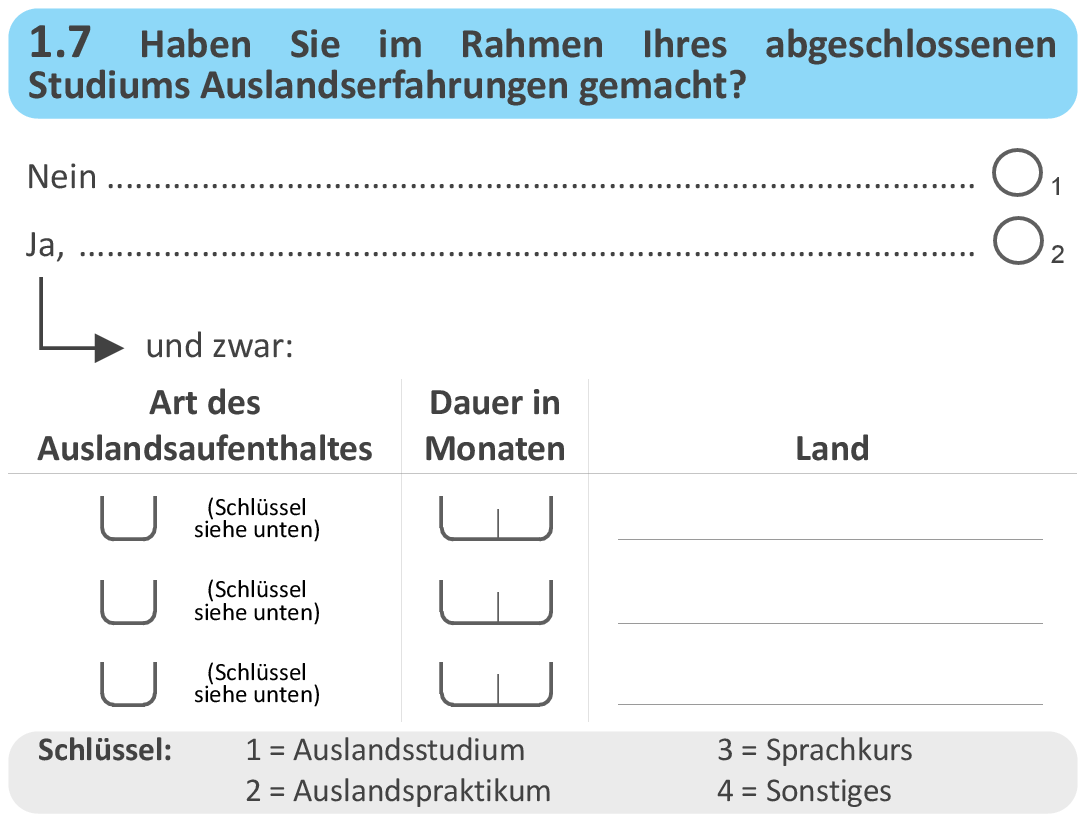 1.7 Haben Sie im Rahmen Ihres abgeschlossenen
Studiums Auslandserfahrungen gemacht?
Nein ........................................................................................ 1
Ja, ........................................................................................... 2
und zwar:
Art des Auslandsaufenthaltes
Dauer in Monaten
Land
(Schlüssel
siehe unten)
(Schlüssel
siehe unten)
(Schlüssel
siehe unten)
Schlüssel: 1 = Auslandsstudium 3 = Sprachkurs
2 = Auslandspraktikum 4 = Sonstiges